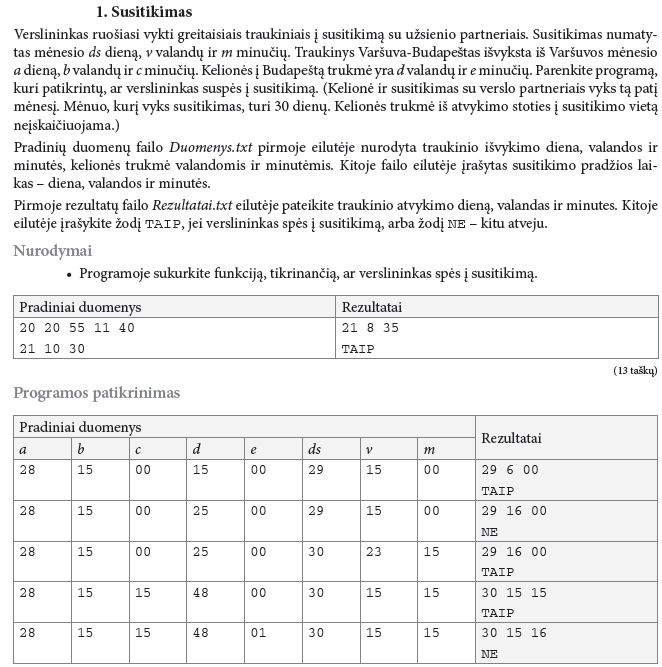 1. Susitikimas
Verslininkas ruošiasi vykti greitaisiais traukiniais į susitikimą su užsienio partneriais. Susitikimas numaty-
tas mėnesio ds dieną, v valandų ir m minučių. Traukinys Varšuva-Budapeštas išvyksta iš Varšuvos mėnesio
a dieną, b valandų ir c minučių. Kelionės į Budapeštą trukmė yra d valandų ir e minučių. Parenkite programą,
kuri patikrintų, ar verslininkas suspės į susitikimą. (Kelionė ir susitikimas su verslo partneriais vyks tą patį
mėnesį. Mėnuo, kurį vyks susitikimas, turi 30 dienų. Kelionės trukmė iš atvykimo stoties į susitikimo vietą
neįskaičiuojama.)
Pradinių duomenų failo Duomenys.txt pirmoje eilutėje nurodyta traukinio išvykimo diena, valandos ir
minutės, kelionės trukmė valandomis ir minutėmis. Kitoje failo eilutėje įrašytas susitikimo pradžios lai-
kas – diena, valandos ir minutės.
Pirmoje rezultatų failo Rezultatai.txt eilutėje pateikite traukinio atvykimo dieną, valandas ir minutes. Kitoje
eilutėje įrašykite žodį TAIP, jei verslininkas spės į susitikimą, arba žodį NE – kitu atveju.
Nurodymai
• Programoje sukurkite funkciją, tikrinančią, ar verslininkas spės į susitikimą.
Pradiniai duomenys Rezultatai
20 20 55 11 40 21 8 35
21 10 30 TAIP
(13 taškų)
Programos patikrinimas
Pradiniai duomenys Rezultatai
a b c d e ds v m
28 15 00 15 00 29 15 00 29 6 00
TAIP
28 15 00 25 00 29 15 00 29 16 00
NE
28 15 00 25 00 30 23 15 29 16 00
TAIP
28 15 15 48 00 30 15 15 30 15 15
TAIP
28 15 15 48 01 30 15 15 30 15 16
NE